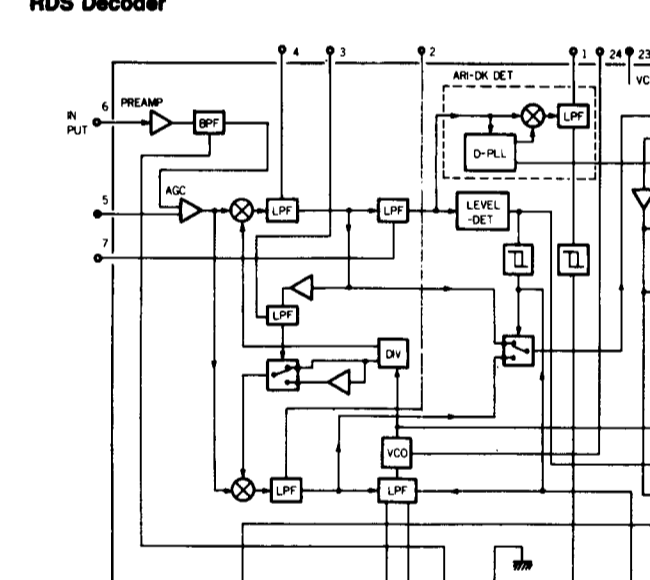 RDS Decoder
4 3 2 1 24 23
ARI-DK DET
VC
6 PREAMP
IN
PUT
BPF
LPF
D-PLL
5
AGC
LPF
LPF
LEVEL
-DET
7
LPF
DIV
VCO
LPF
LPF